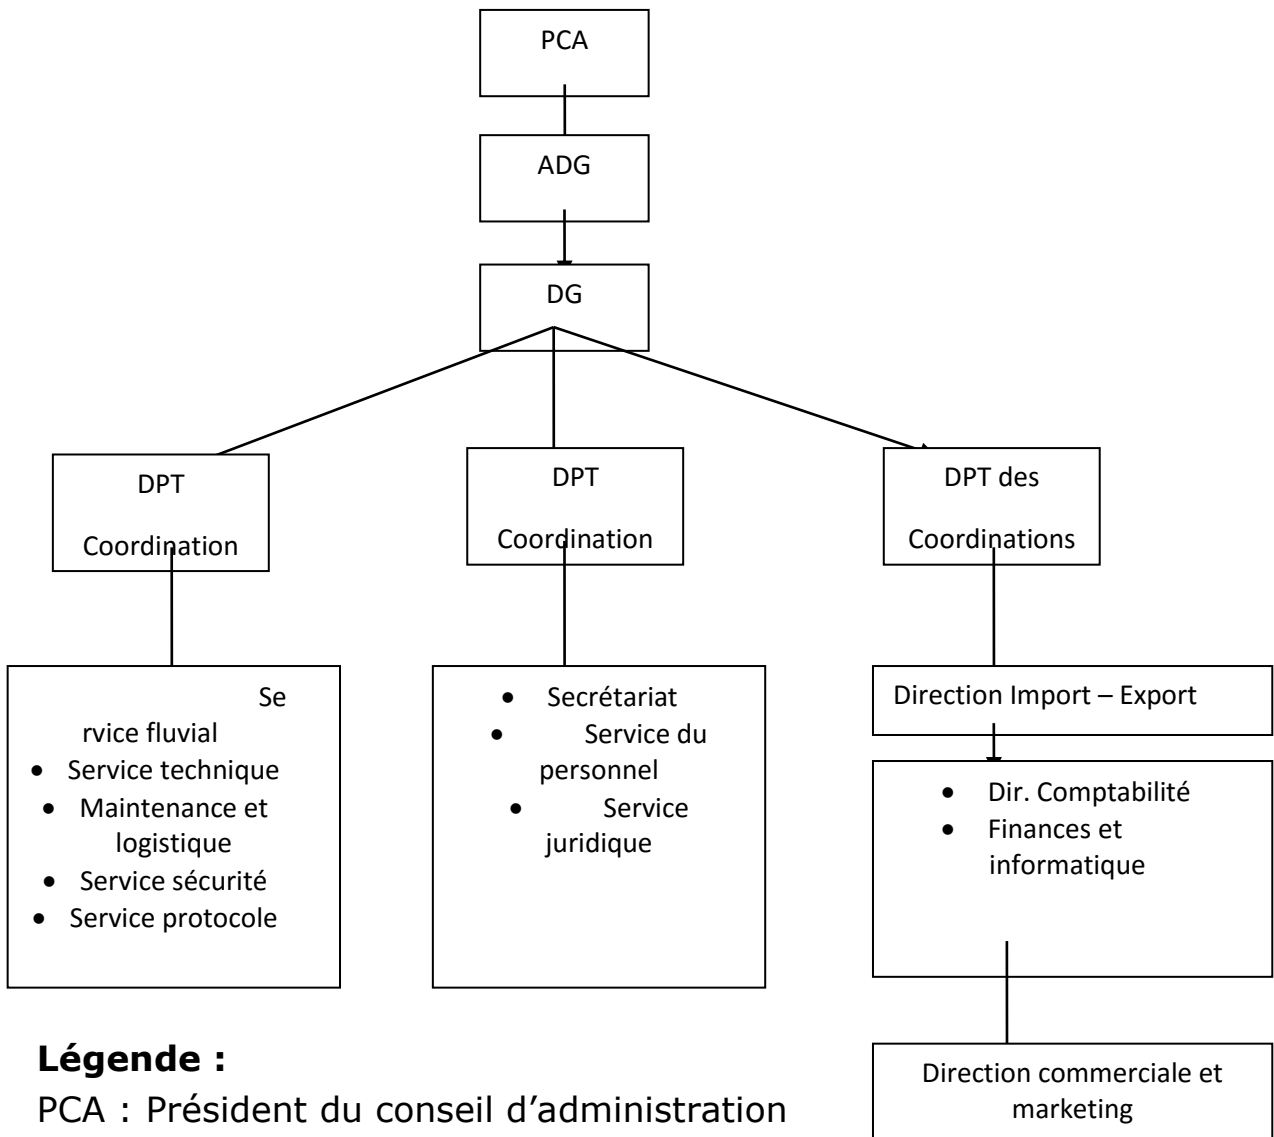 PCA
ADG
DG
DPT
Coordination
DPT
Coordination
DPT des
Coordinations
Se
rvice fluvial
• Service technique
• Maintenance et
logistique
• Service sécurité
• Service protocole
• Secrétariat
• Service du
personnel
• Service
juridique
Direction Import – Export
• Dir. Comptabilité
• Finances et
informatique
Direction commerciale et
marketing
Légende :
PCA : Président du conseil d’administration